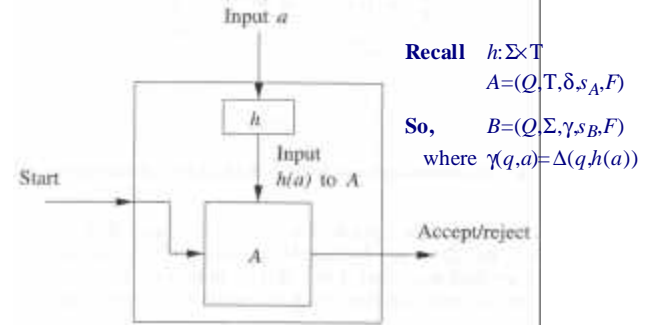 Input a
Recall h:Σ×T
A=(Q,T,δ,s_A,F)
h
So, B=(Q,Σ,γ,s_B,F)
where γ(q,a)=Δ(q,h(a))
Input
h(a) to A
Start
A
Accept/reject